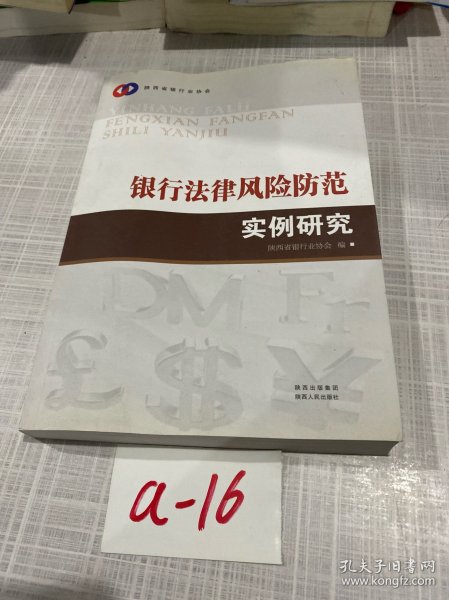 陕西省银行业协会
YINHANG FALÜ
FENGXIAN FANGFAN
SHILI YANJIU
银行法律风险防范
实例研究
陕西省银行业协会 编
DM Fr
£ $ ¥
陕西出版集团
陕西人民出版社
a-16
孔夫子旧书网
www.kongfz.com